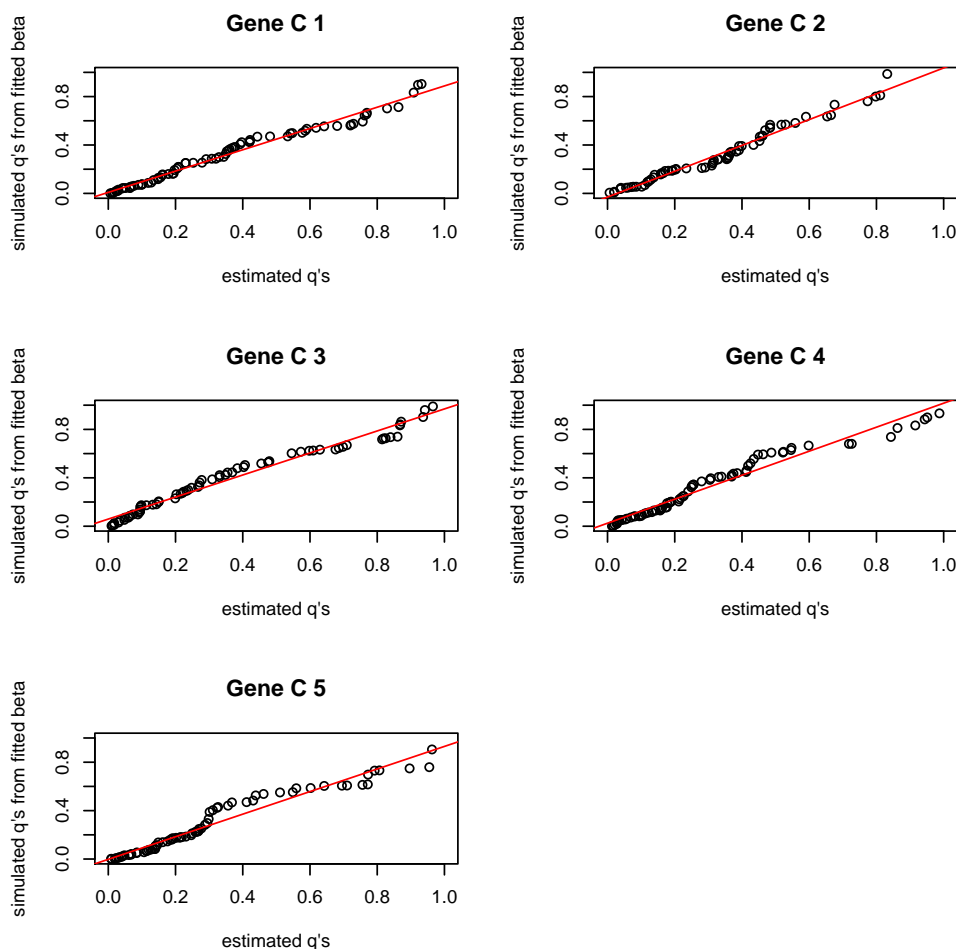 Gene C 1
simulated q's from fitted beta
0.0 0.4 0.8
0.0 0.2 0.4 0.6 0.8 1.0
estimated q's
Gene C 2
simulated q's from fitted beta
0.0 0.4 0.8
0.0 0.2 0.4 0.6 0.8 1.0
estimated q's
Gene C 3
simulated q's from fitted beta
0.0 0.4 0.8
0.0 0.2 0.4 0.6 0.8 1.0
estimated q's
Gene C 4
simulated q's from fitted beta
0.0 0.4 0.8
0.0 0.2 0.4 0.6 0.8 1.0
estimated q's
Gene C 5
simulated q's from fitted beta
0.0 0.4 0.8
0.0 0.2 0.4 0.6 0.8 1.0
estimated q's